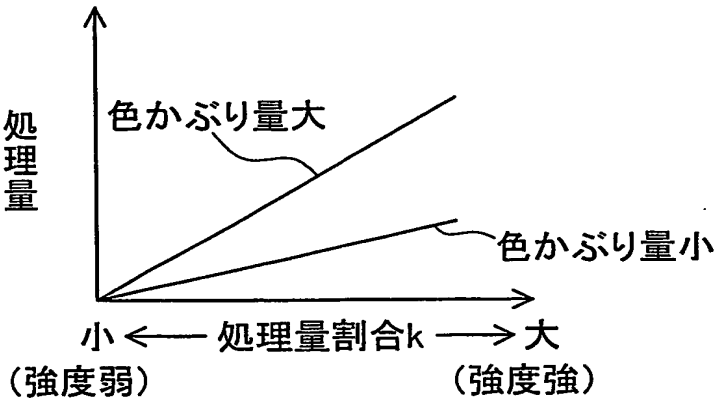 処理量
色かぶり量大
色かぶり量小
小 ←── 処理量割合k ──→ 大
(強度弱)
(強度強)